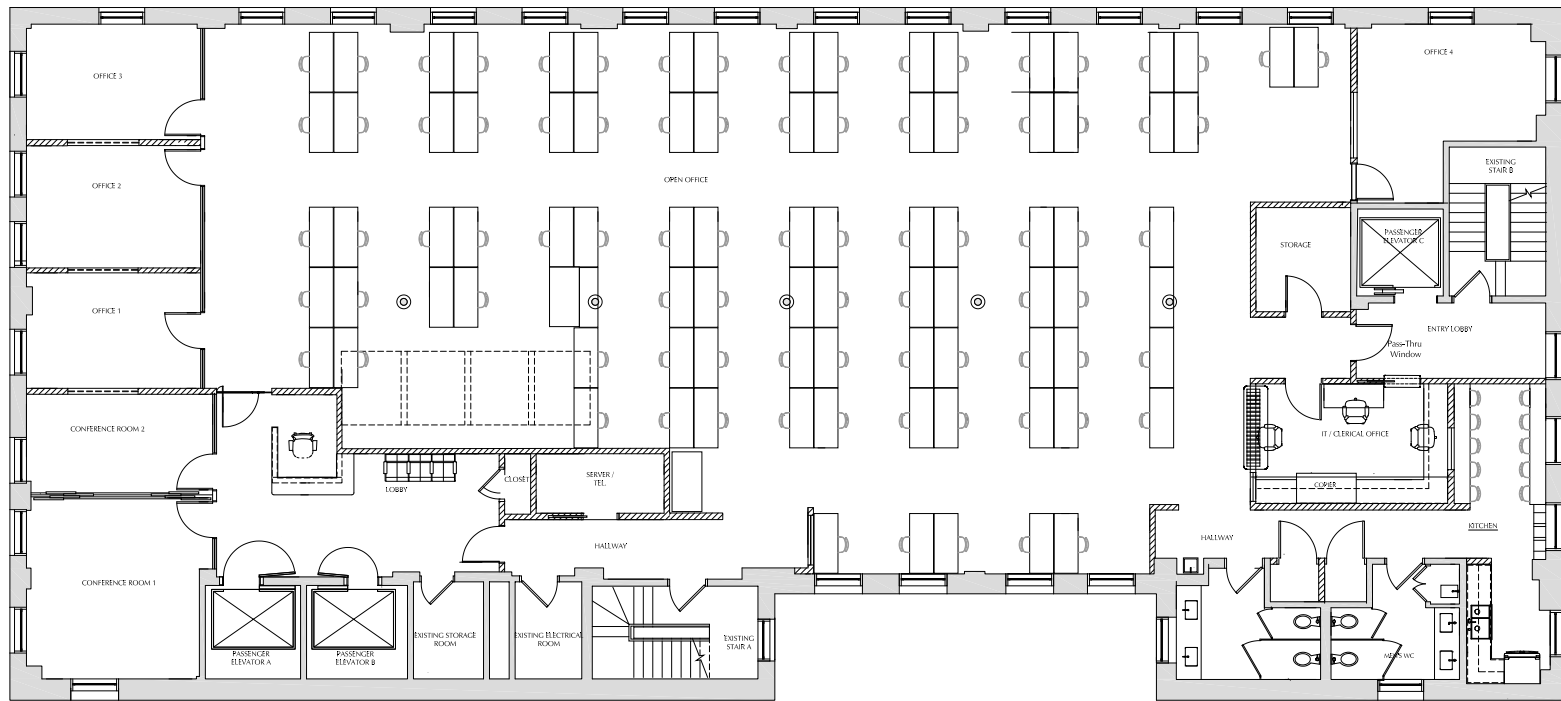 OFFICE 3
OFFICE 4
EXISTING
STAIR B
OFFICE 2
OPEN OFFICE
PASSENGER
ELEVATOR C
STORAGE
OFFICE 1
ENTRY LOBBY
Pass-Thru
Window
CONFERENCE ROOM 2
IT / CLERICAL OFFICE
LOBBY
CLOSET
SERVER /
TEL.
COPIER
KITCHEN
HALLWAY
HALLWAY
CONFERENCE ROOM 1
PASSENGER
ELEVATOR A
PASSENGER
ELEVATOR B
EXISTING STORAGE
ROOM
EXISTING ELECTRICAL
ROOM
EXISTING
STAIR A
MEN'S WC